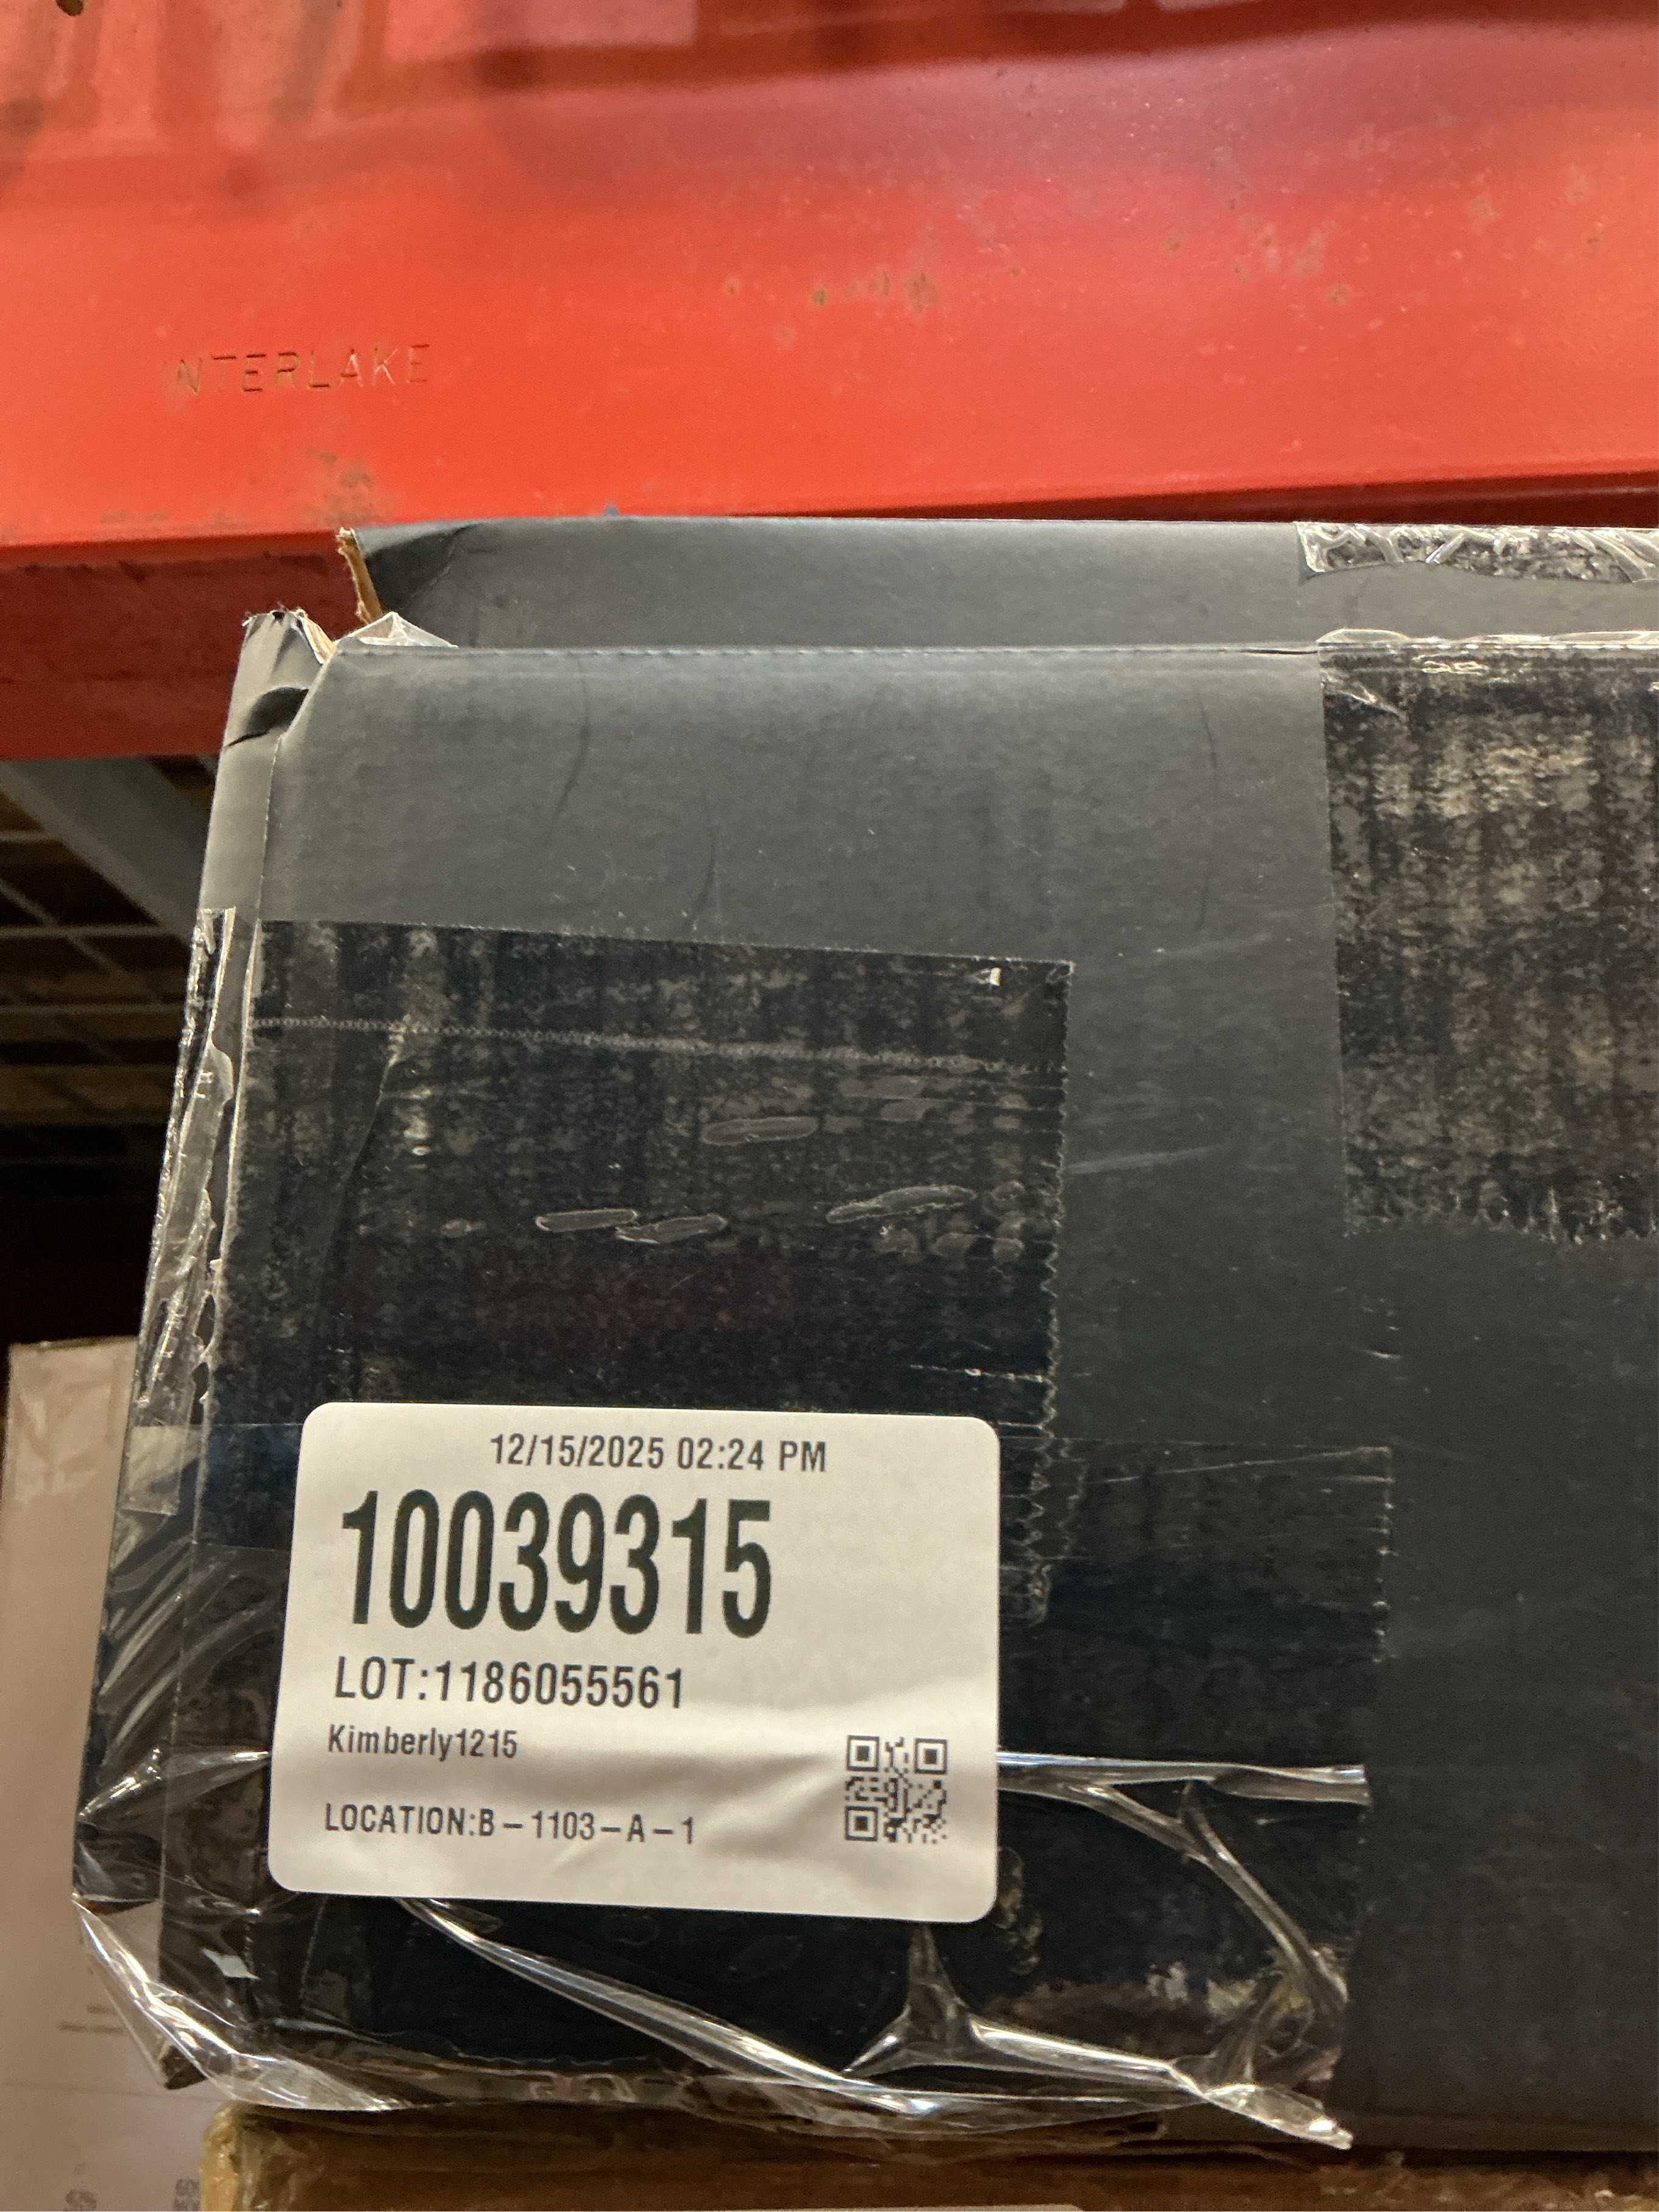 INTERLAKE
12/15/2025 02:24 PM
10039315
LOT:1186055561
Kimberly1215
LOCATION:B-1103-A-1